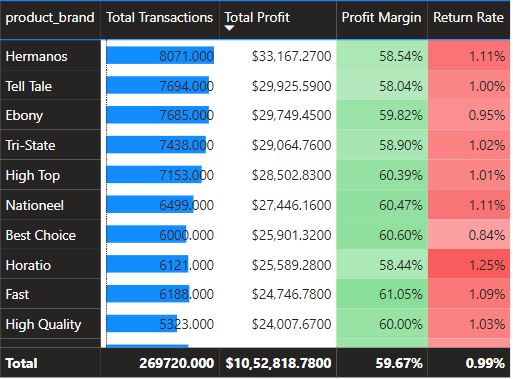 product_brand Total Transactions Total Profit Profit Margin Return Rate
Hermanos 8071.000 $33,167.2700 58.54% 1.11%
Tell Tale 7694.000 $29,925.5900 58.04% 1.00%
Ebony 7685.000 $29,749.4500 59.82% 0.95%
Tri-State 7438.000 $29,064.7600 58.90% 1.02%
High Top 7153.000 $28,502.8300 60.39% 1.01%
Nationeel 6499.000 $27,446.1600 60.47% 1.11%
Best Choice 6000.000 $25,901.3200 60.60% 0.84%
Horatio 6121.000 $25,589.2800 58.44% 1.25%
Fast 6188.000 $24,746.7800 61.05% 1.09%
High Quality 5323.000 $24,007.6700 60.00% 1.03%
Total 269720.000 $10,52,818.7800 59.67% 0.99%